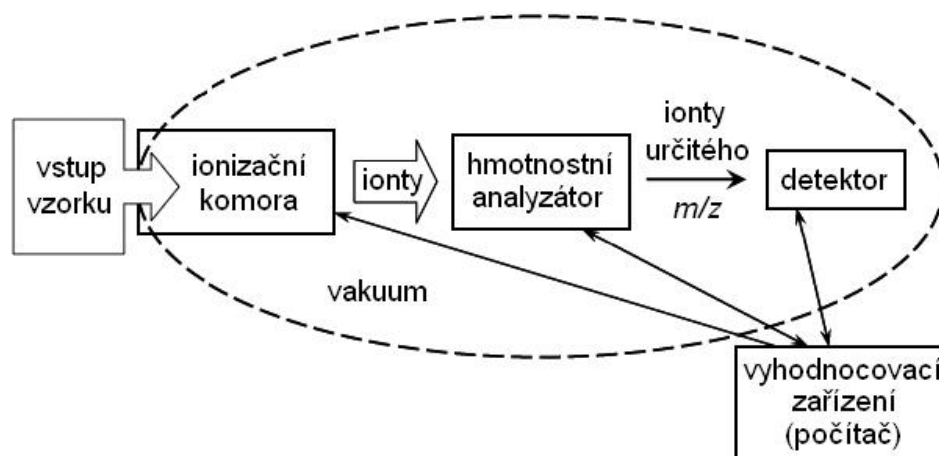 vstup
vzorku
ionizační
komora
ionty
hmotnostní
analyzátor
ionty
určitého
m/z
detektor
vakuum
vyhodnocovací
zařízení
(počítač)